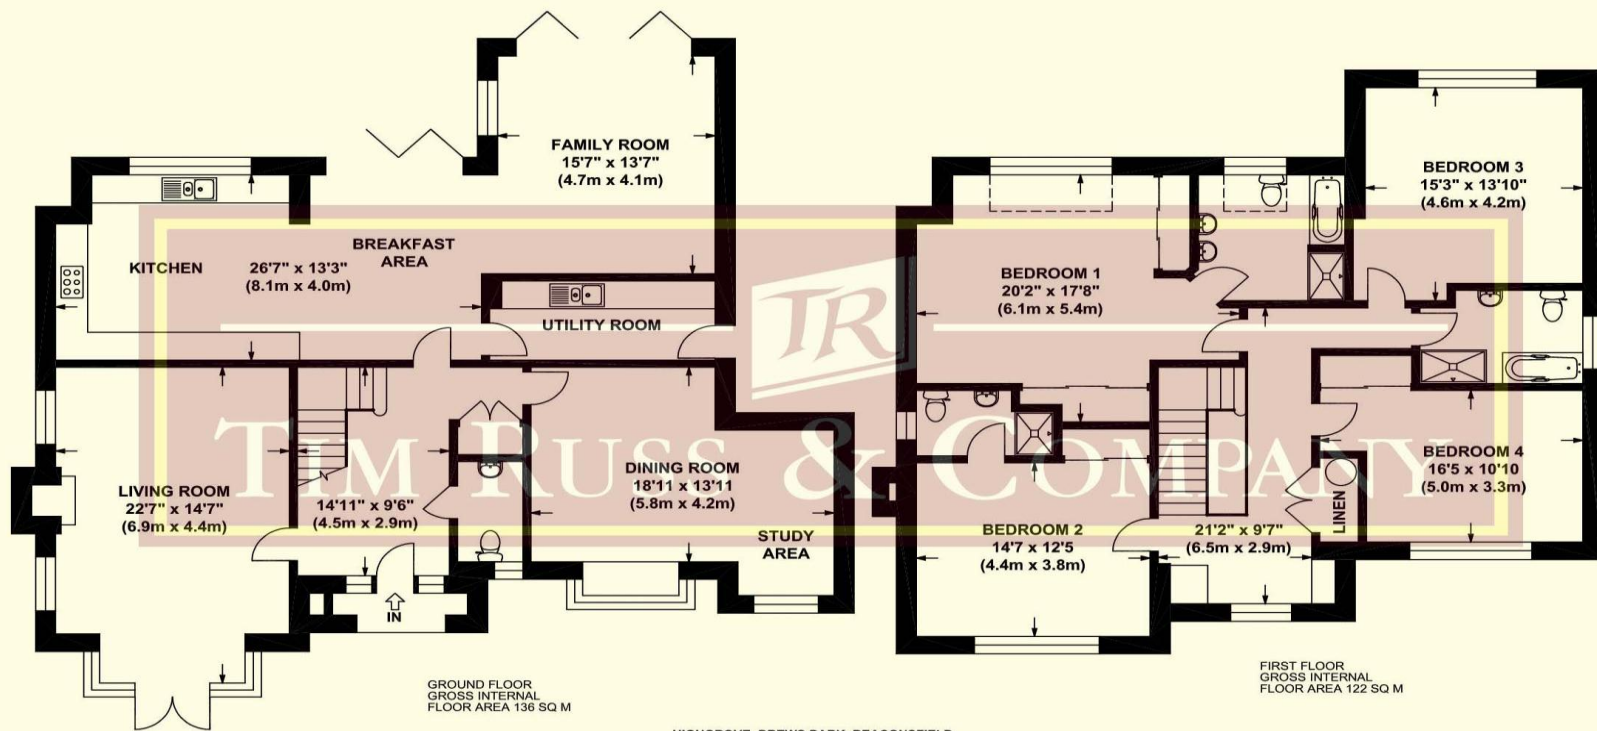 FAMILY ROOM
15'7" x 13'7"
(4.7m x 4.1m)
KITCHEN
BREAKFAST
AREA
26'7" x 13'3"
(8.1m x 4.0m)
UTILITY ROOM
LIVING ROOM
22'7" x 14'7"
(6.9m x 4.4m)
14'11" x 9'6"
(4.5m x 2.9m)
DINING ROOM
18'11 x 13'11
(5.8m x 4.2m)
STUDY
AREA
IN
GROUND FLOOR
GROSS INTERNAL
FLOOR AREA 136 SQ M
TR
TIM RUSS & COMPANY
BEDROOM 3
15'3" x 13'10"
(4.6m x 4.2m)
BEDROOM 1
20'2" x 17'8"
(6.1m x 5.4m)
BEDROOM 4
16'5 x 10'10
(5.0m x 3.3m)
LINEN
BEDROOM 2
14'7 x 12'5
(4.4m x 3.8m)
21'2" x 9'7"
(6.5m x 2.9m)
FIRST FLOOR
GROSS INTERNAL
FLOOR AREA 122 SQ M